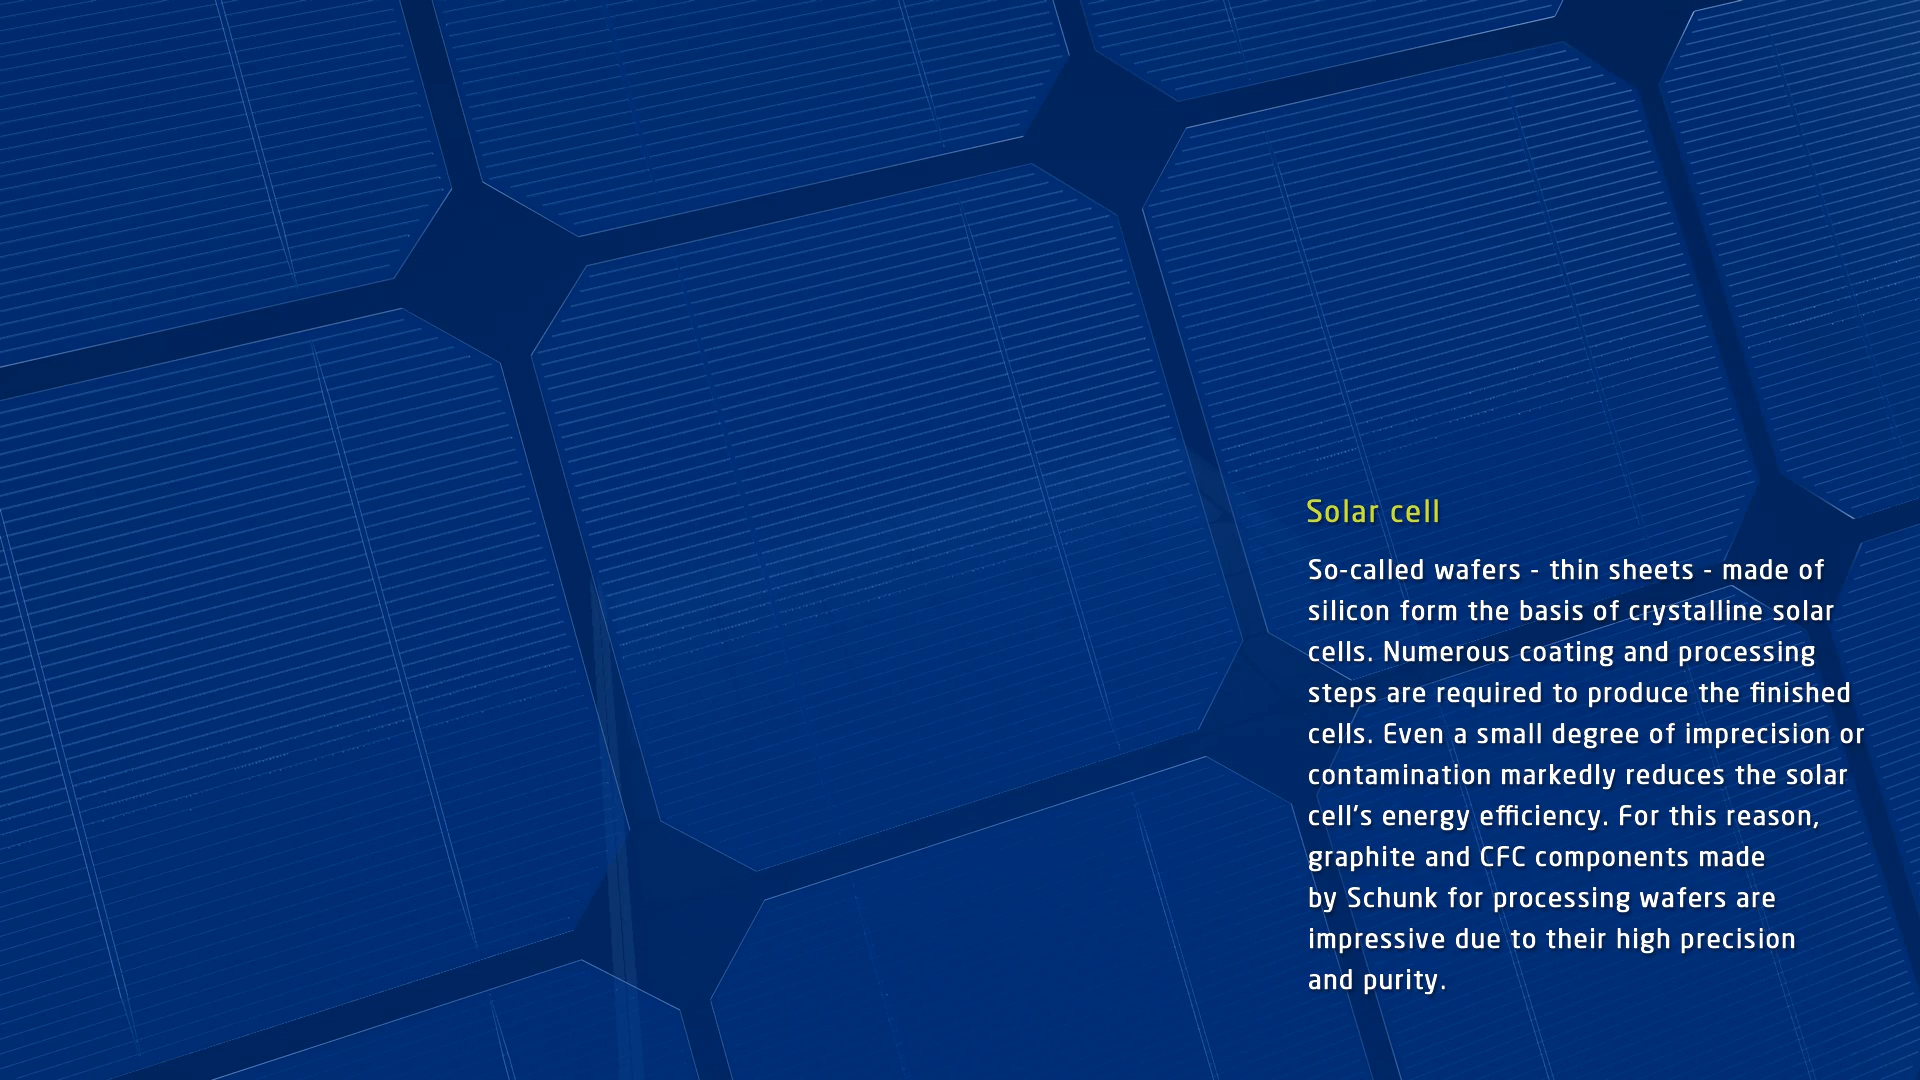 Solar cell
So-called wafers - thin sheets - made of
silicon form the basis of crystalline solar
cells. Numerous coating and processing
steps are required to produce the finished
cells. Even a small degree of imprecision or
contamination markedly reduces the solar
cell's energy efficiency. For this reason,
graphite and CFC components made
by Schunk for processing wafers are
impressive due to their high precision
and purity.